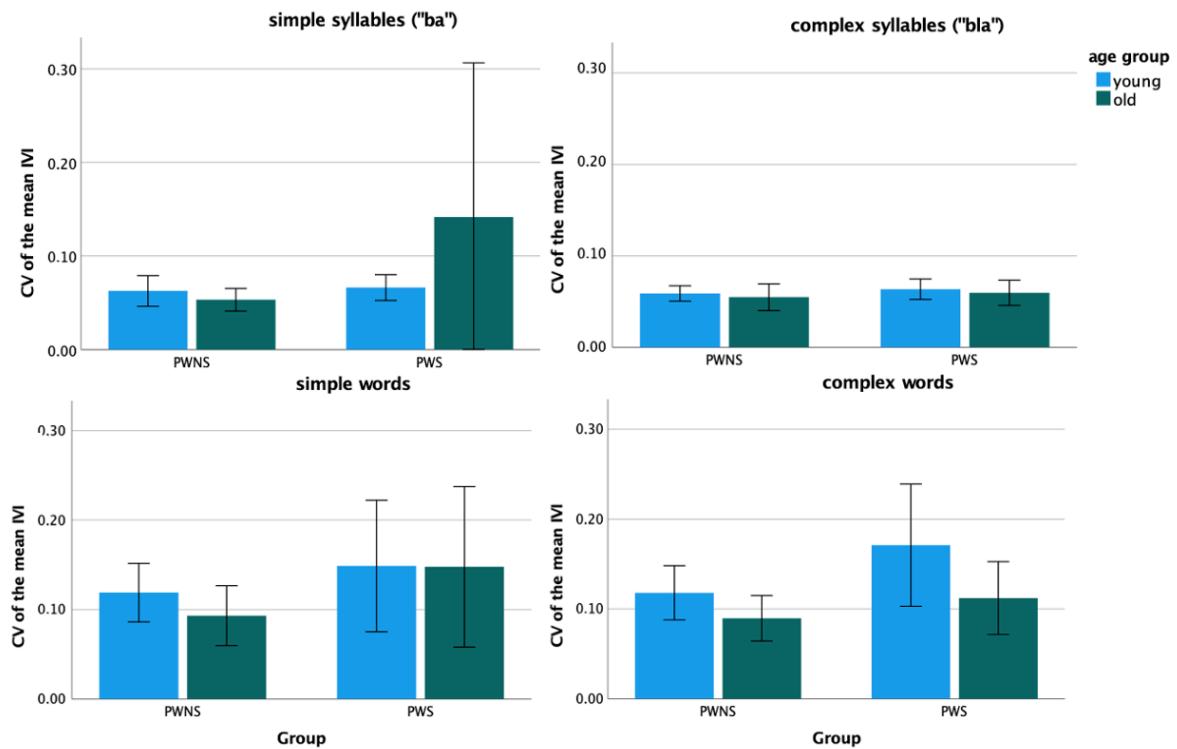 simple syllables ("ba")
CV of the mean IVI
0.30
0.20
0.10
0.00
PWNS PWS
complex syllables ("bla")
CV of the mean IVI
0.30
0.20
0.10
0.00
PWNS PWS
age group
young
old
simple words
CV of the mean IVI
0.30
0.20
0.10
0.00
PWNS PWS
Group
complex words
CV of the mean IVI
0.30
0.20
0.10
0.00
PWNS PWS
Group